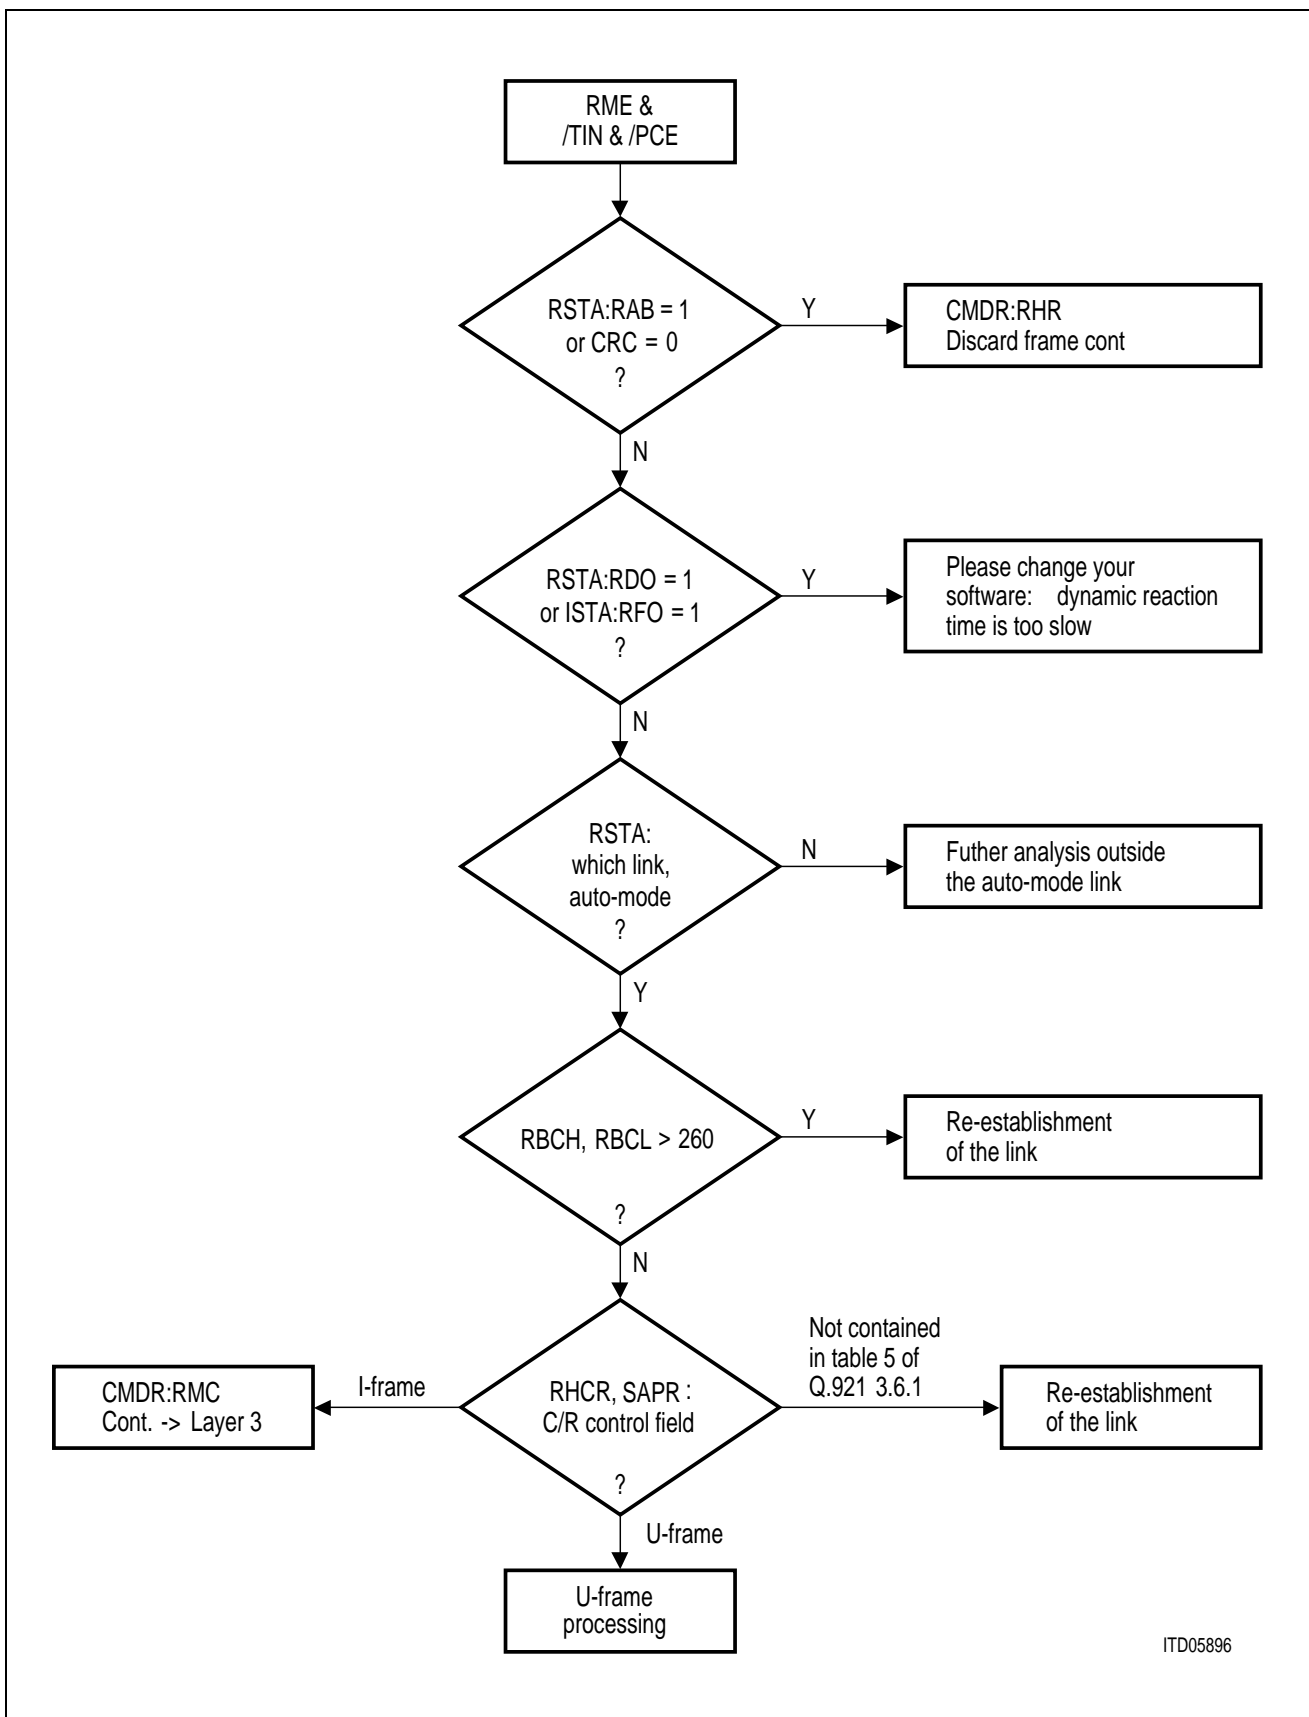 RME &
/TIN & /PCE
RSTA:RAB = 1
or CRC = 0
?
Y
CMDR:RHR
Discard frame cont
N
RSTA:RDO = 1
or ISTA:RFO = 1
?
Y
Please change your
software: dynamic reaction
time is too slow
N
RSTA:
which link,
auto-mode
?
N
Futher analysis outside
the auto-mode link
Y
RBCH, RBCL > 260
?
Y
Re-establishment
of the link
N
CMDR:RMC
Cont. -> Layer 3
I-frame
RHCR, SAPR :
C/R control field
?
Not contained
in table 5 of
Q.921 3.6.1
Re-establishment
of the link
U-frame
U-frame
processing
ITD05896